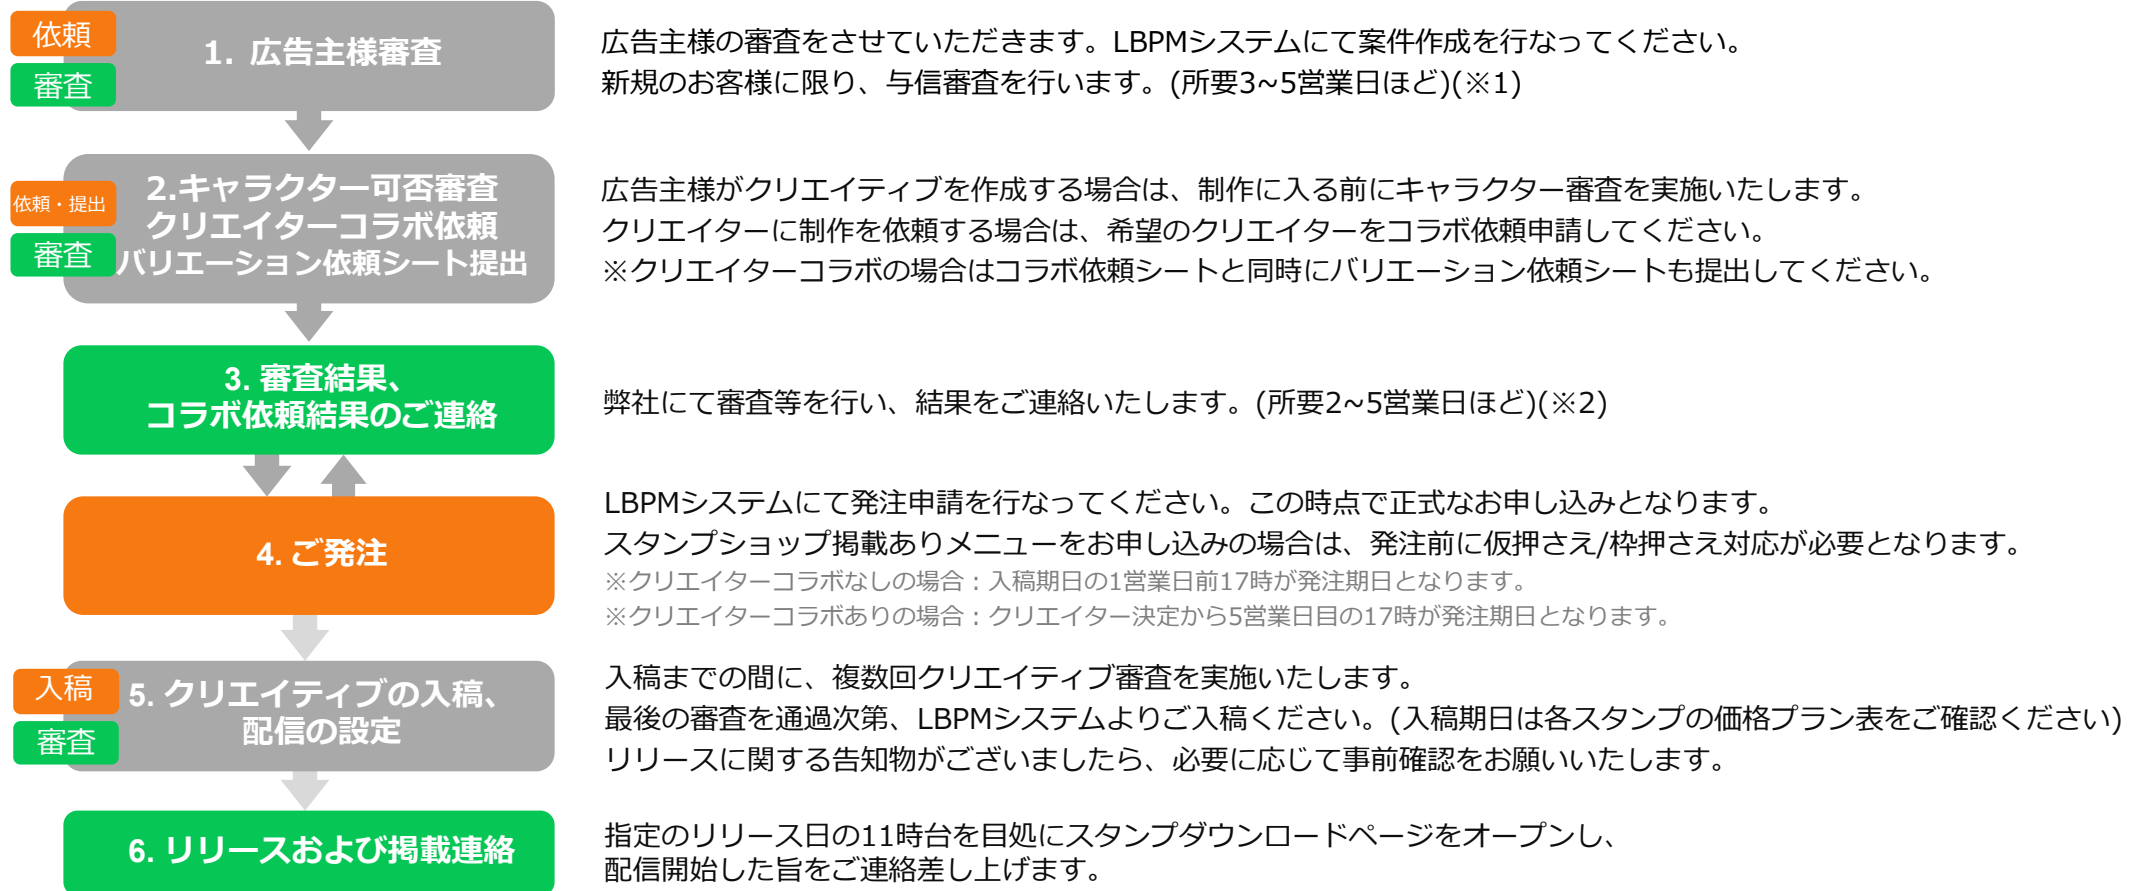 依頼
審査
1. 広告主様審査
広告主様の審査をさせていただきます。LBPMシステムにて案件作成を行なってください。
新規のお客様に限り、与信審査を行います。(所要3~5営業日ほど)(※1)
依頼・提出
審査
2.キャラクター可否審査
クリエイターコラボ依頼
バリエーション依頼シート提出
広告主様がクリエイティブを作成する場合は、制作に入る前にキャラクター審査を実施いたします。
クリエイターに制作を依頼する場合は、希望のクリエイターをコラボ依頼申請してください。
※クリエイターコラボの場合はコラボ依頼シートと同時にバリエーション依頼シートも提出してください。
3. 審査結果、
コラボ依頼結果のご連絡
弊社にて審査等を行い、結果をご連絡いたします。(所要2~5営業日ほど)(※2)
4. ご発注
LBPMシステムにて発注申請を行なってください。この時点で正式なお申し込みとなります。
スタンプショップ掲載ありメニューをお申し込みの場合は、発注前に仮押さえ/枠押さえ対応が必要となります。
※クリエイターコラボなしの場合：入稿期日の1営業日前17時が発注期日となります。
※クリエイターコラボありの場合：クリエイター決定から5営業日目の17時が発注期日となります。
入稿
審査
5. クリエイティブの入稿、
配信の設定
入稿までの間に、複数回クリエイティブ審査を実施いたします。
最後の審査を通過次第、LBPMシステムよりご入稿ください。(入稿期日は各スタンプの価格プラン表をご確認ください)
リリースに関する告知物がございましたら、必要に応じて事前確認をお願いいたします。
6. リリースおよび掲載連絡
指定のリリース日の11時台を目処にスタンプダウンロードページをオープンし、
配信開始した旨をご連絡差し上げます。